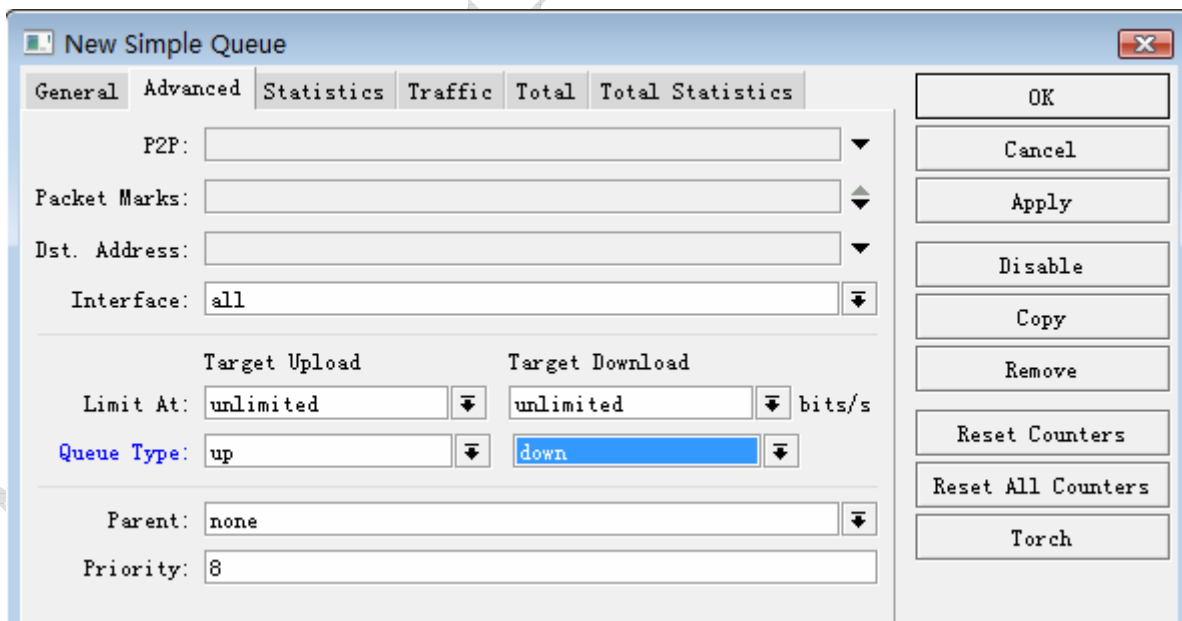 New Simple Queue
General Advanced Statistics Traffic Total Total Statistics
P2P:
Packet Marks:
Dst. Address:
Interface: all
Target Upload Target Download
Limit At: unlimited unlimited bits/s
Queue Type: up down
Parent: none
Priority: 8
OK
Cancel
Apply
Disable
Copy
Remove
Reset Counters
Reset All Counters
Torch